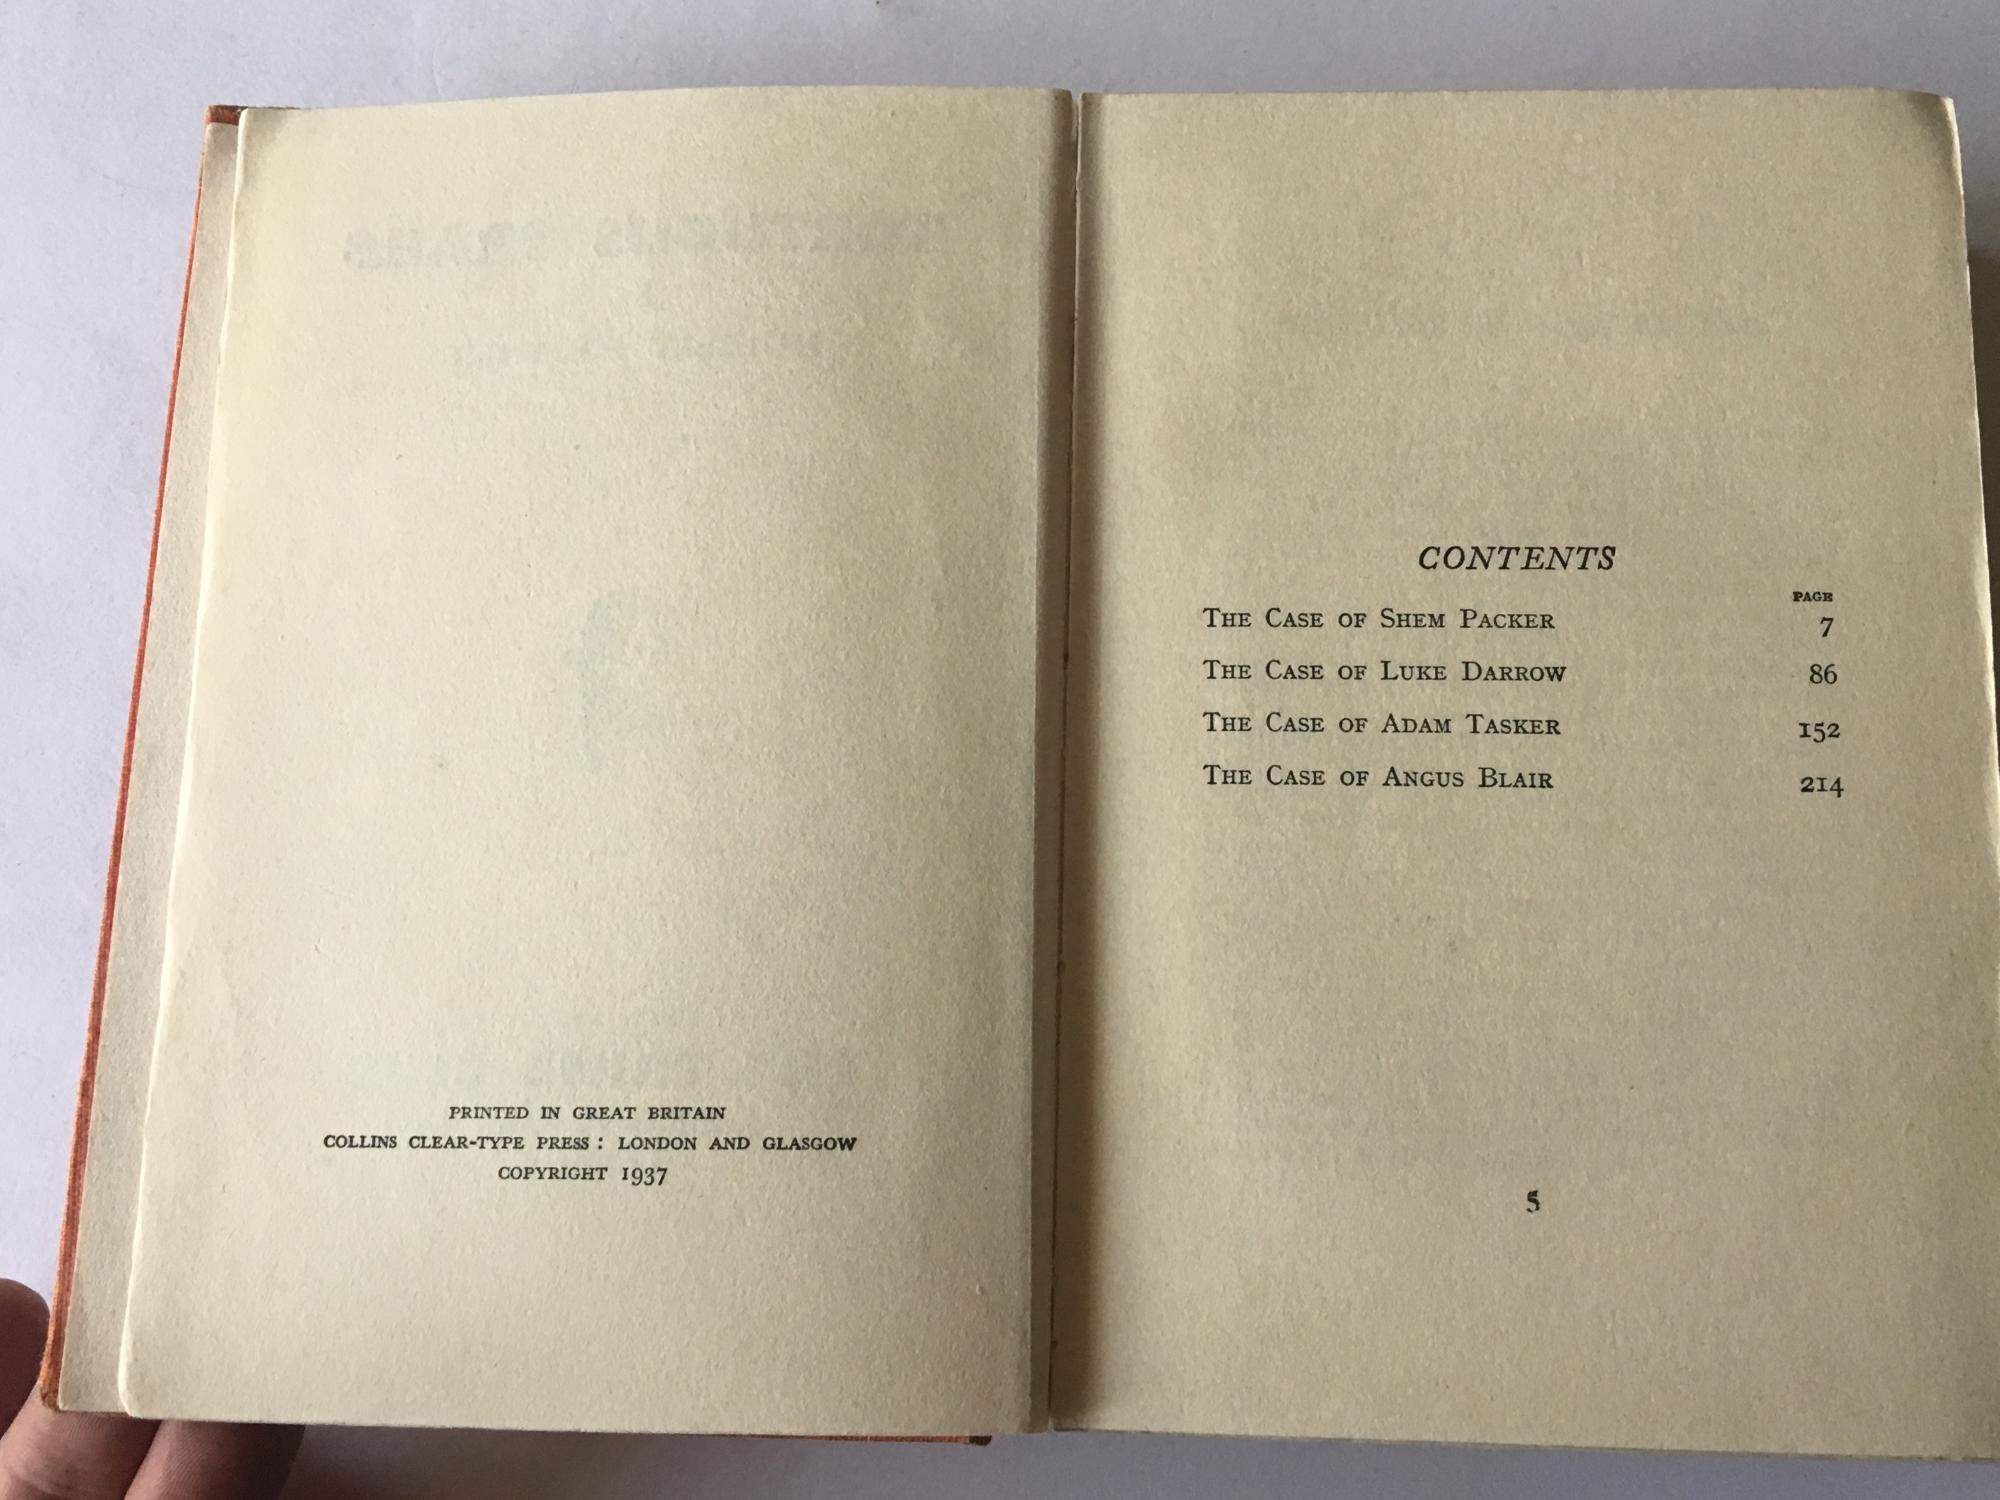 PRINTED IN GREAT BRITAIN
COLLINS CLEAR-TYPE PRESS : LONDON AND GLASGOW
COPYRIGHT 1937
CONTENTS
PAGE
THE CASE OF SHEM PACKER 7
THE CASE OF LUKE DARROW 86
THE CASE OF ADAM TASKER 152
THE CASE OF ANGUS BLAIR 214
5